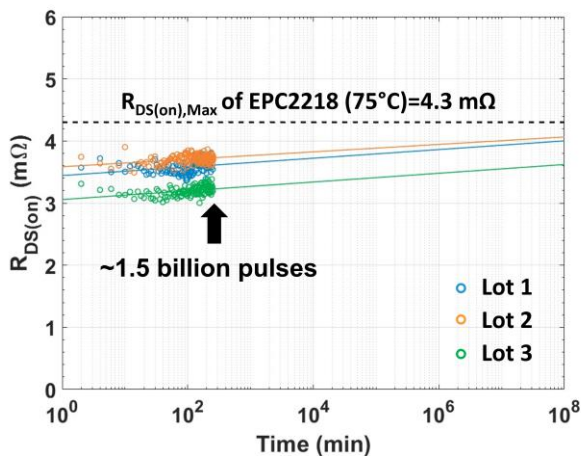 6
5
4
3
2
1
0
R_DS(on) (mΩ)
R_DS(on),Max of EPC2218 (75°C)=4.3 mΩ
~1.5 billion pulses
Lot 1
Lot 2
Lot 3
10^0 10^2 10^4 10^6 10^8
Time (min)